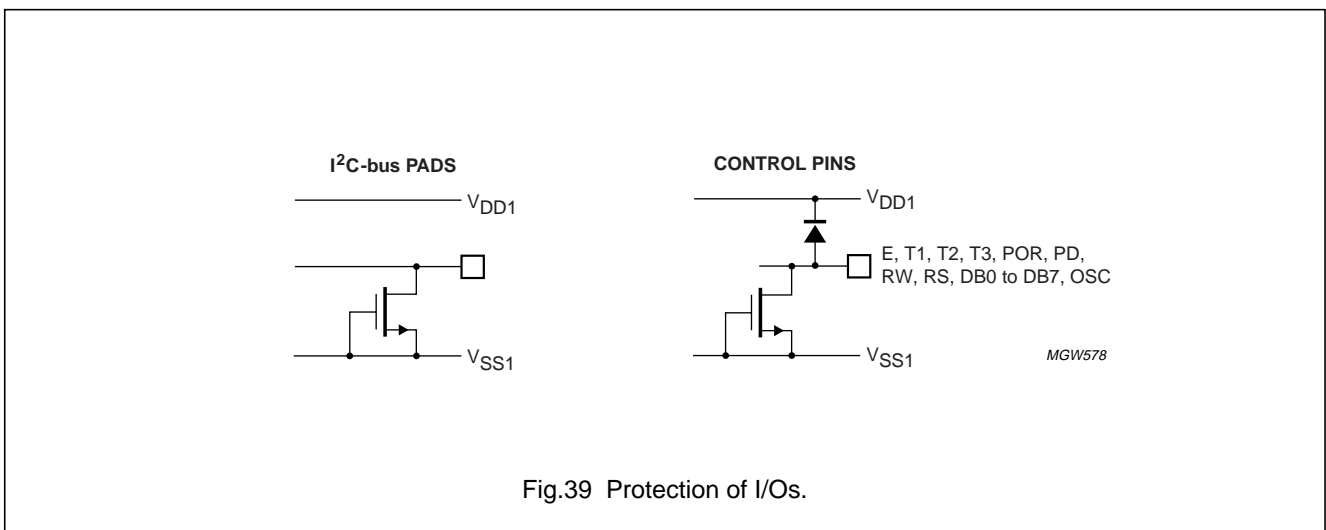 I²C-bus PADS
VDD1
VSS1
CONTROL PINS
VDD1
E, T1, T2, T3, POR, PD,
RW, RS, DB0 to DB7, OSC
VSS1
MGW578
Fig.39 Protection of I/Os.